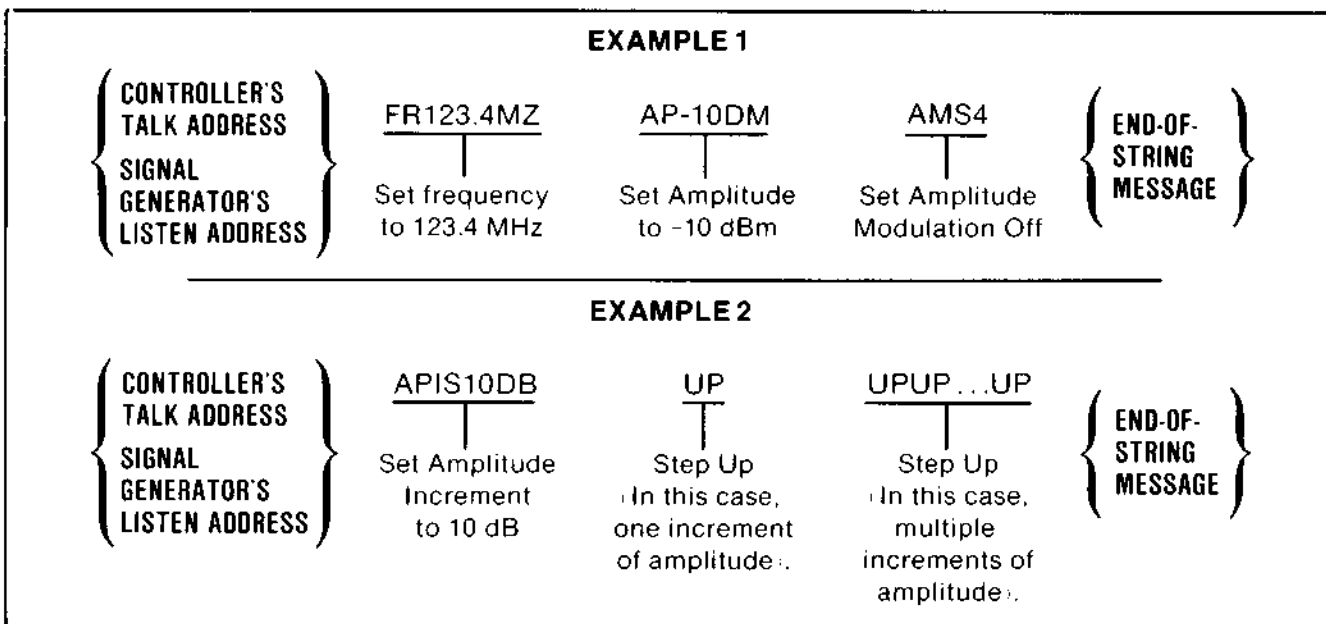 EXAMPLE 1
CONTROLLER'S
TALK ADDRESS
SIGNAL
GENERATOR'S
LISTEN ADDRESS
FR123.4MZ
Set frequency
to 123.4 MHz
AP-10DM
Set Amplitude
to -10 dBm
AMS4
Set Amplitude
Modulation Off
END-OF-
STRING
MESSAGE
EXAMPLE 2
CONTROLLER'S
TALK ADDRESS
SIGNAL
GENERATOR'S
LISTEN ADDRESS
APIS10DB
Set Amplitude
Increment
to 10 dB
UP
Step Up
(In this case,
one increment
of amplitude).
UPUP...UP
Step Up
(In this case,
multiple
increments of
amplitude).
END-OF-
STRING
MESSAGE